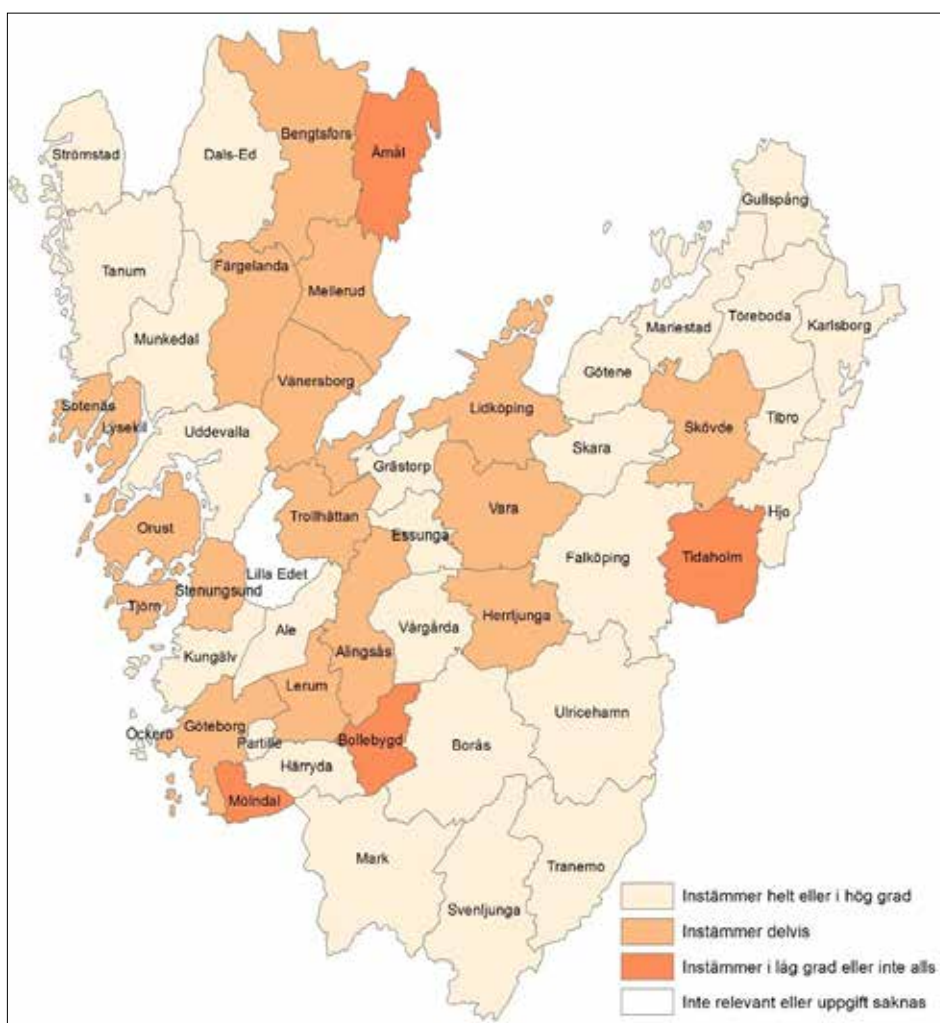 Bengtsfors
Åmål
Strömstad
Dals-Ed
Gullspång
Tanum
Färgelanda
Mellerud
Munkedal
Mariestad
Töreboda
Karlsborg
Götene
Vänersborg
Sotenäs
Lysekil
Lidköping
Skövde
Tibro
Uddevalla
Grästorp
Skara
Orust
Trollhättan
Vara
Hjo
Essunga
Falköping
Tidaholm
Lilla Edet
Stenungsund
Tjörn
Ale
Vårgårda
Herrljunga
Kungälv
Alingsås
Lerum
Ulricehamn
Göteborg
Öckerö
Partille
Bollebygd
Borås
Härryda
Mölndal
Mark
Tranemo
Svenljunga
Instämmer helt eller i hög grad
Instämmer delvis
Instämmer i låg grad eller inte alls
Inte relevant eller uppgift saknas